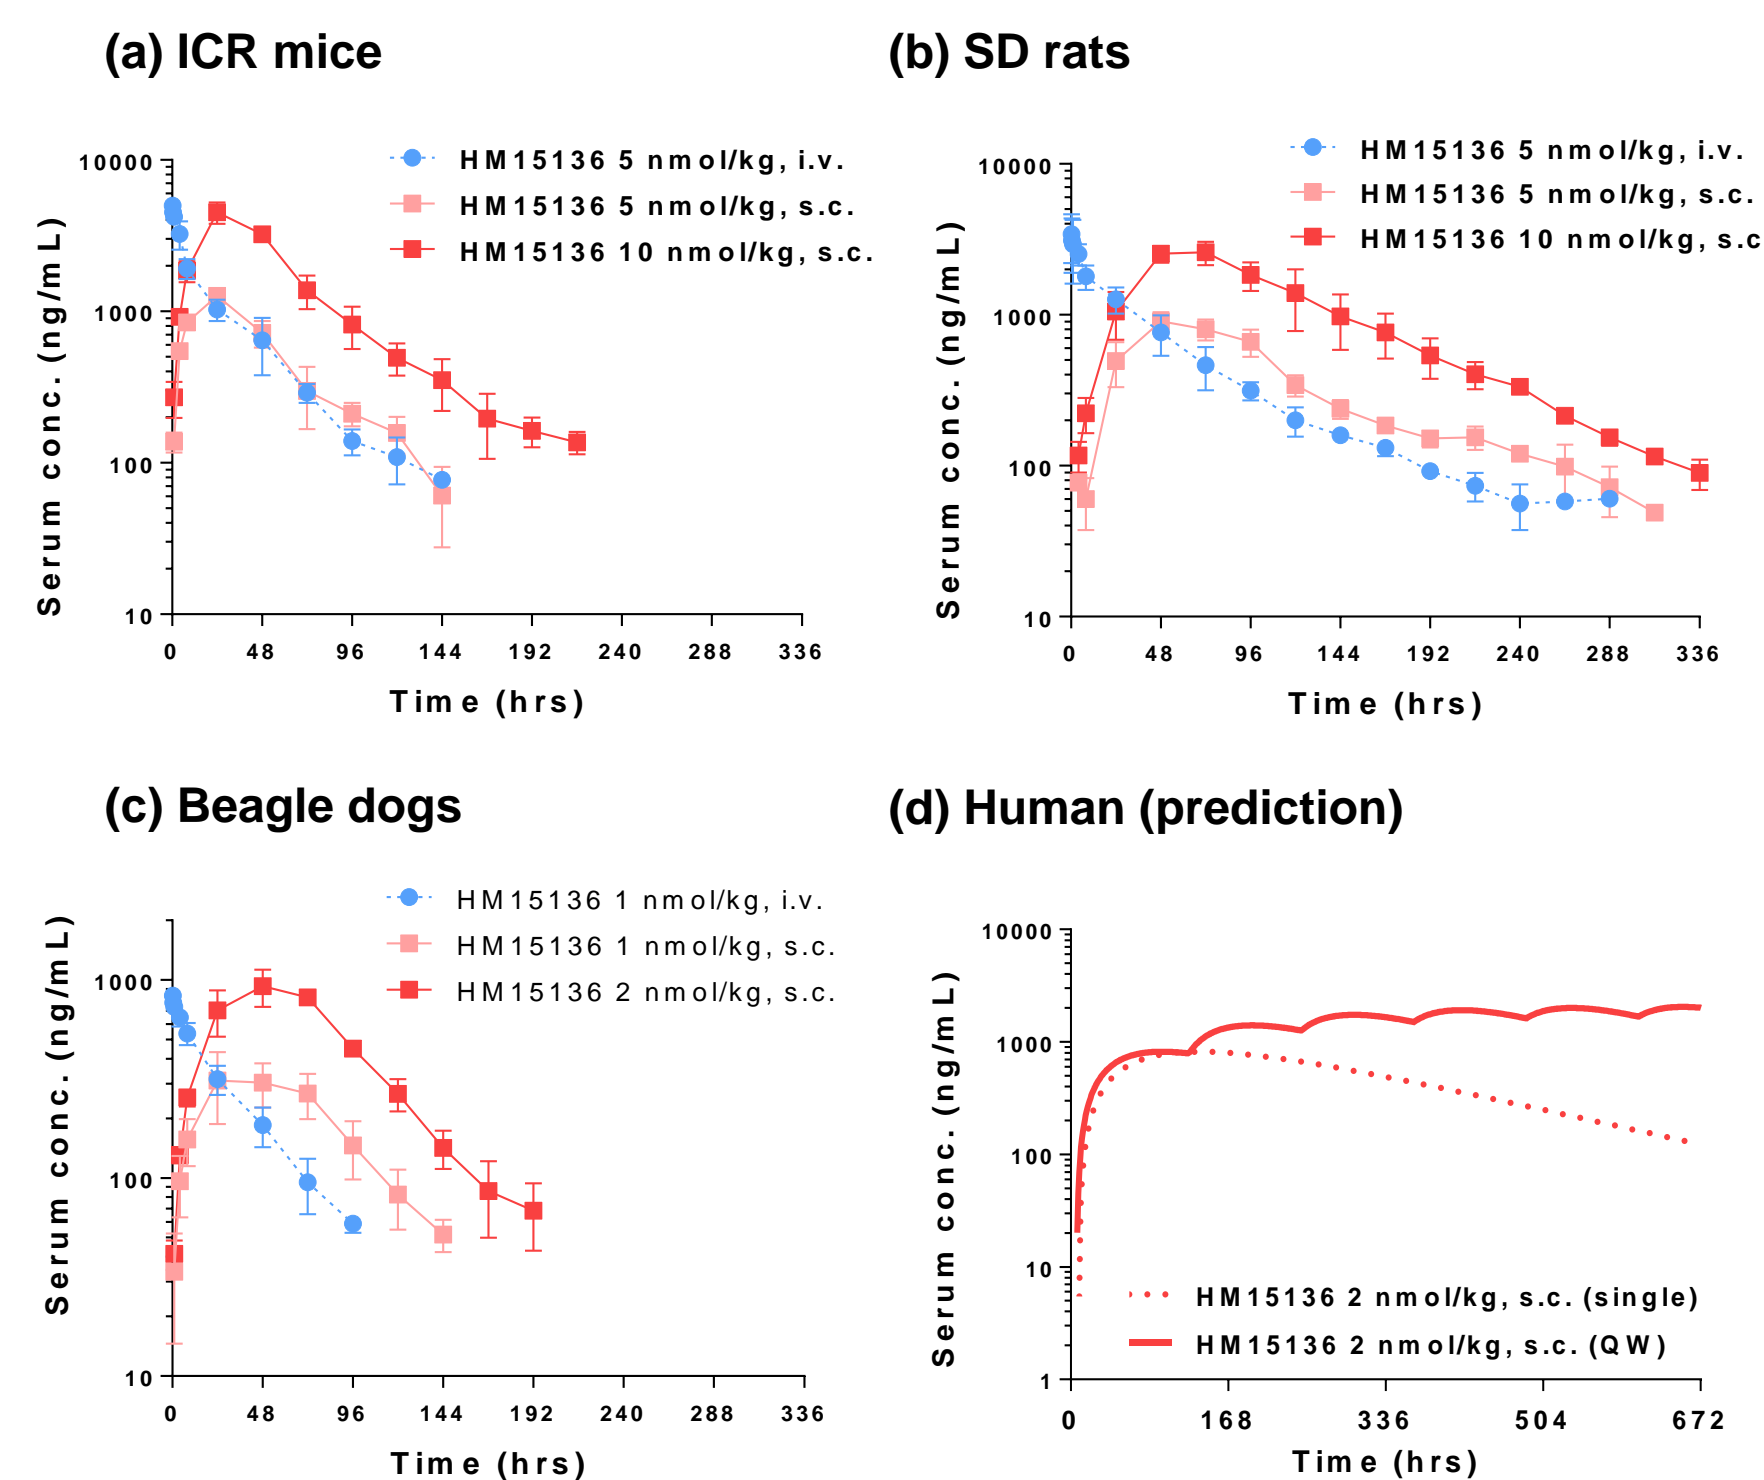 (a) ICR mice
HM15136 5 nmol/kg, i.v.
HM15136 5 nmol/kg, s.c.
HM15136 10 nmol/kg, s.c.
Serum conc. (ng/mL)
10000
1000
100
10
0 48 96 144 192 240 288 336
Time (hrs)
(b) SD rats
HM15136 5 nmol/kg, i.v.
HM15136 5 nmol/kg, s.c.
HM15136 10 nmol/kg, s.c
Serum conc. (ng/mL)
10000
1000
100
10
0 48 96 144 192 240 288 336
Time (hrs)
(c) Beagle dogs
HM15136 1 nmol/kg, i.v.
HM15136 1 nmol/kg, s.c.
HM15136 2 nmol/kg, s.c.
Serum conc. (ng/mL)
1000
100
10
0 48 96 144 192 240 288 336
Time (hrs)
(d) Human (prediction)
Serum conc. (ng/mL)
10000
1000
100
10
1
HM15136 2 nmol/kg, s.c. (single)
HM15136 2 nmol/kg, s.c. (QW)
0 168 336 504 672
Time (hrs)